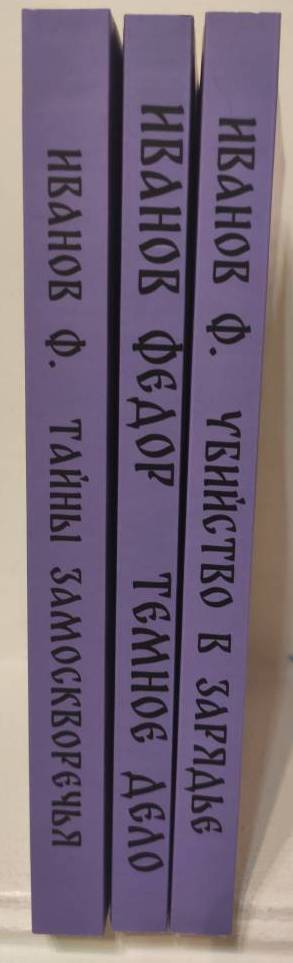 ИВАНОВ Ф. ТАЙНЫ ЗАМОСКВОРЕЧЬЯ
ИВАНОВ ФЕДОР ТЕМНОЕ ДЕЛО
ИВАНОВ Ф. УБИЙСТВО В ЗАРЯДЬЕ